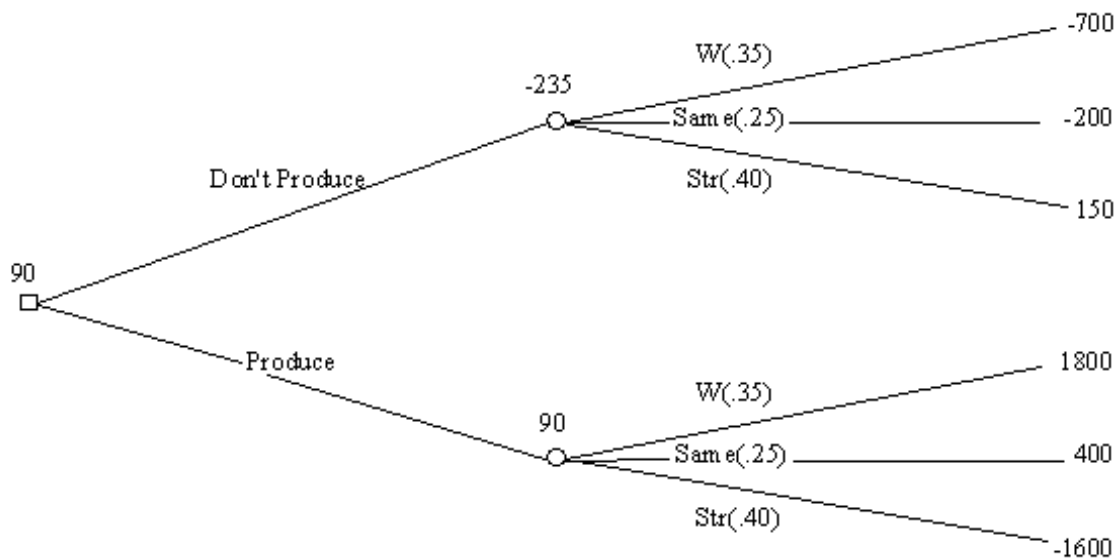 -700
W(.35)
-235
Same(.25)
-200
Don't Produce
Str(.40)
150
90
Produce
1800
W(.35)
90
Same(.25)
400
Str(.40)
-1600